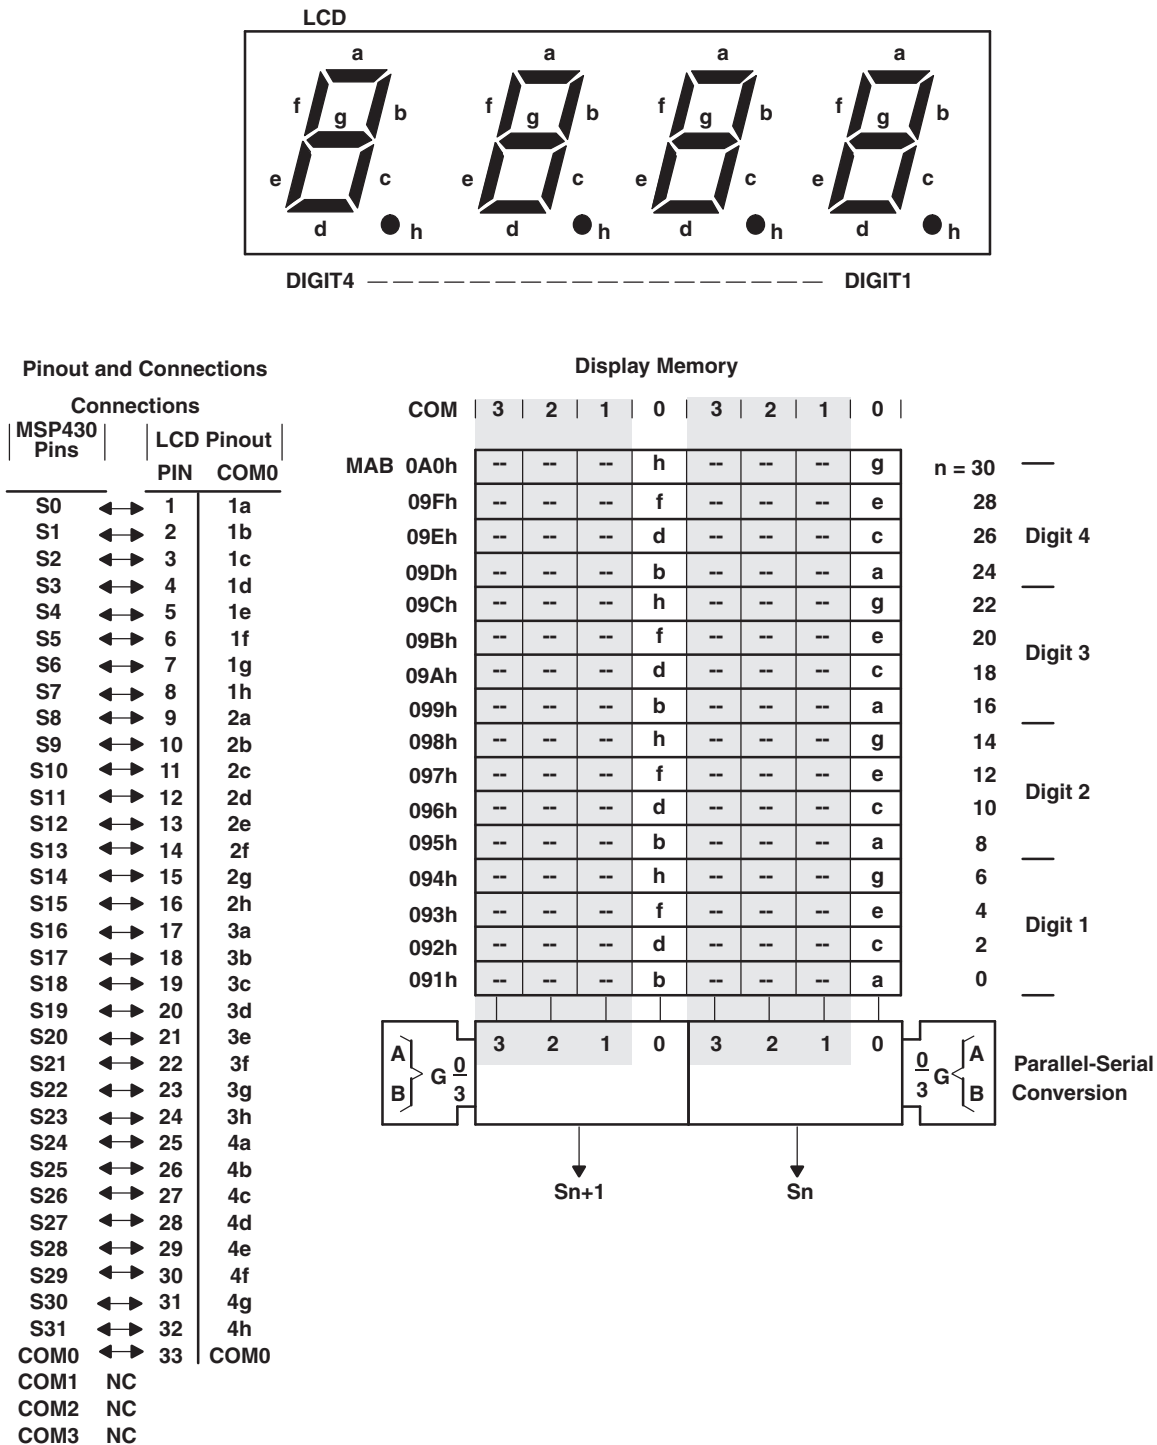 LCD
a a a a
f g b f g b f g b f g b
e c e c e c e c
d h d h d h d h
DIGIT4 — — — — — — — — — — — — — — — — — — DIGIT1
Pinout and Connections
Connections
MSP430 Pins
LCD Pinout
PIN COM0
S0 1 1a
S1 2 1b
S2 3 1c
S3 4 1d
S4 5 1e
S5 6 1f
S6 7 1g
S7 8 1h
S8 9 2a
S9 10 2b
S10 11 2c
S11 12 2d
S12 13 2e
S13 14 2f
S14 15 2g
S15 16 2h
S16 17 3a
S17 18 3b
S18 19 3c
S19 20 3d
S20 21 3e
S21 22 3f
S22 23 3g
S23 24 3h
S24 25 4a
S25 26 4b
S26 27 4c
S27 28 4d
S28 29 4e
S29 30 4f
S30 31 4g
S31 32 4h
COM0 33 COM0
COM1 NC
COM2 NC
COM3 NC
Display Memory
COM 3 2 1 0 3 2 1 0
MAB 0A0h -- -- -- h -- -- -- g n = 30
09Fh -- -- -- f -- -- -- e 28
09Eh -- -- -- d -- -- -- c 26 Digit 4
09Dh -- -- -- b -- -- -- a 24
09Ch -- -- -- h -- -- -- g 22
09Bh -- -- -- f -- -- -- e 20
Digit 3
09Ah -- -- -- d -- -- -- c 18
099h -- -- -- b -- -- -- a 16
098h -- -- -- h -- -- -- g 14
097h -- -- -- f -- -- -- e 12
Digit 2
096h -- -- -- d -- -- -- c 10
095h -- -- -- b -- -- -- a 8
094h -- -- -- h -- -- -- g 6
093h -- -- -- f -- -- -- e 4
Digit 1
092h -- -- -- d -- -- -- c 2
091h -- -- -- b -- -- -- a 0
3 2 1 0 3 2 1 0
A B G 0 3
0 3 G A B
Parallel-Serial
Conversion
Sn+1 Sn